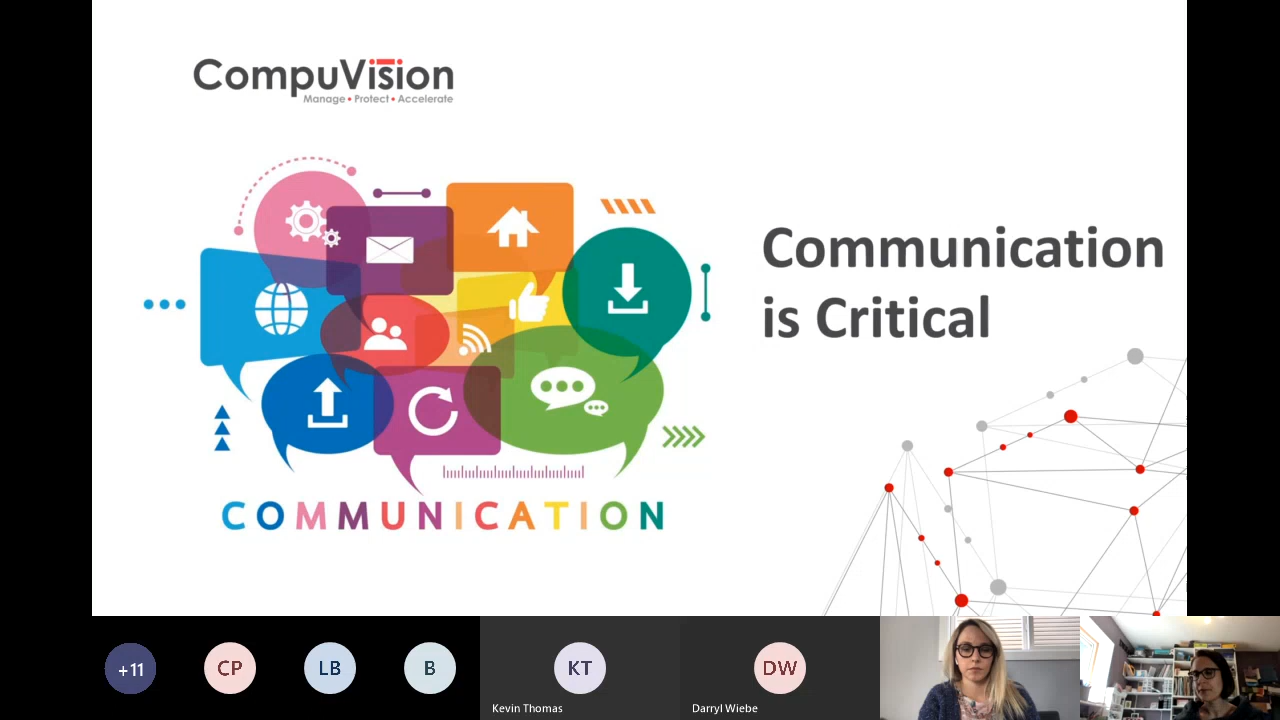 CompuVision
Manage • Protect • Accelerate
Communication
is Critical
COMMUNICATION
+11
CP
LB
B
KT
DW
Kevin Thomas
Darryl Wiebe